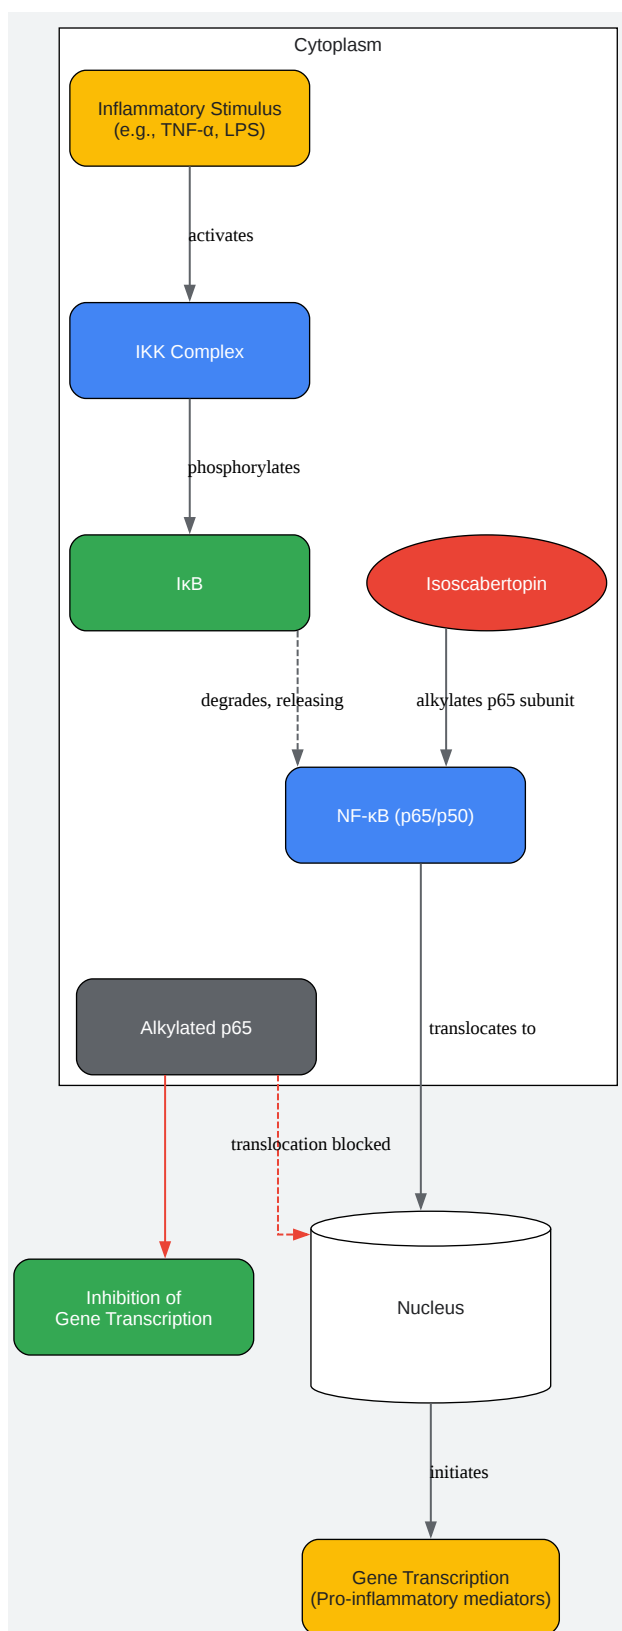 Cytoplasm
Inflammatory Stimulus
(e.g., TNF-α, LPS)
activates
IKK Complex
phosphorylates
IκB
Isoscabertopin
degrades, releasing
alkylates p65 subunit
NF-κB (p65/p50)
Alkylated p65
translocates to
translocation blocked
Inhibition of
Gene Transcription
Nucleus
initiates
Gene Transcription
(Pro-inflammatory mediators)